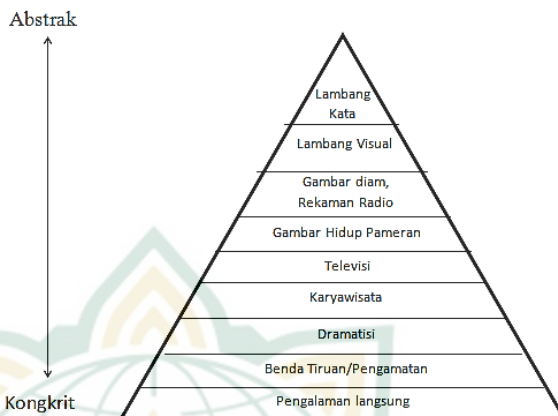 Abstrak
Lambang
Kata
Lambang Visual
Gambar diam,
Rekaman Radio
Gambar Hidup Pameran
Televisi
Karyawisata
Dramatisi
Benda Tiruan/Pengamatan
Kongkrit
Pengalaman langsung